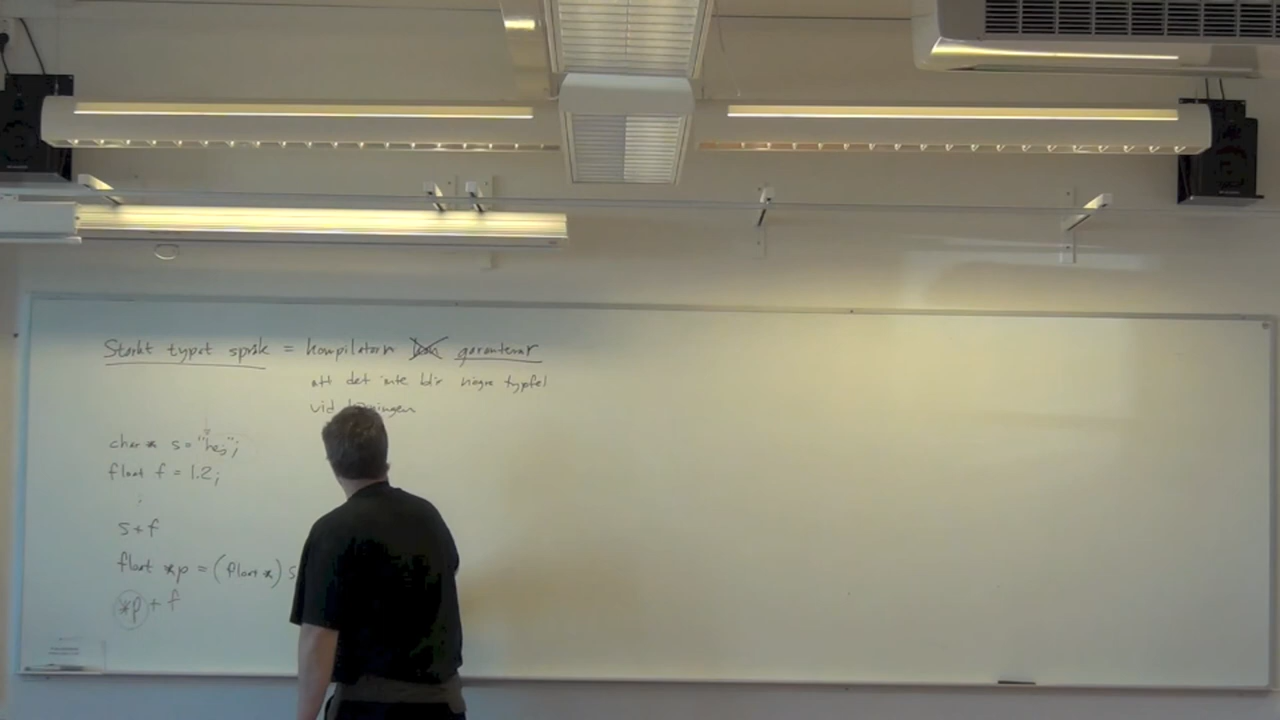 Starkt typat språk = kompilatorn kan garanterar
att det inte blir några typfel
vid
char* s = "hej";
float f = 1.2;
:
s+f
float *p = (float*) s
*p + f